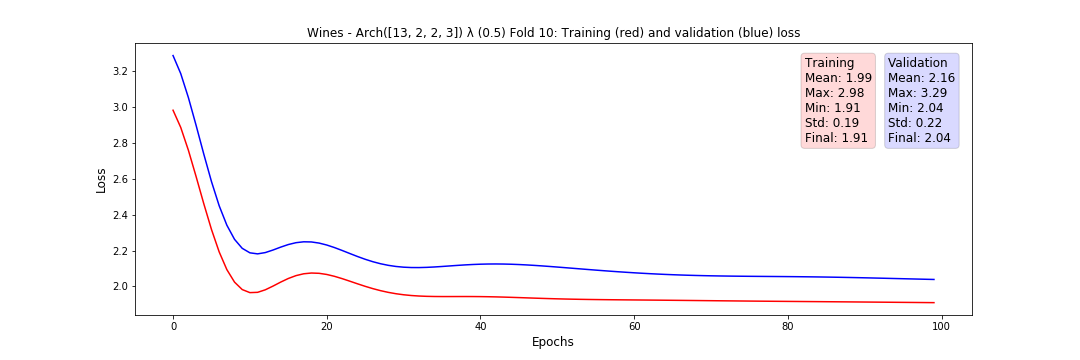 Wines - Arch([13, 2, 2, 3]) λ (0.5) Fold 10: Training (red) and validation (blue) loss
Training
Mean: 1.99
Max: 2.98
Min: 1.91
Std: 0.19
Final: 1.91
Validation
Mean: 2.16
Max: 3.29
Min: 2.04
Std: 0.22
Final: 2.04
Loss
3.2
3.0
2.8
2.6
2.4
2.2
2.0
0 20 40 60 80 100
Epochs